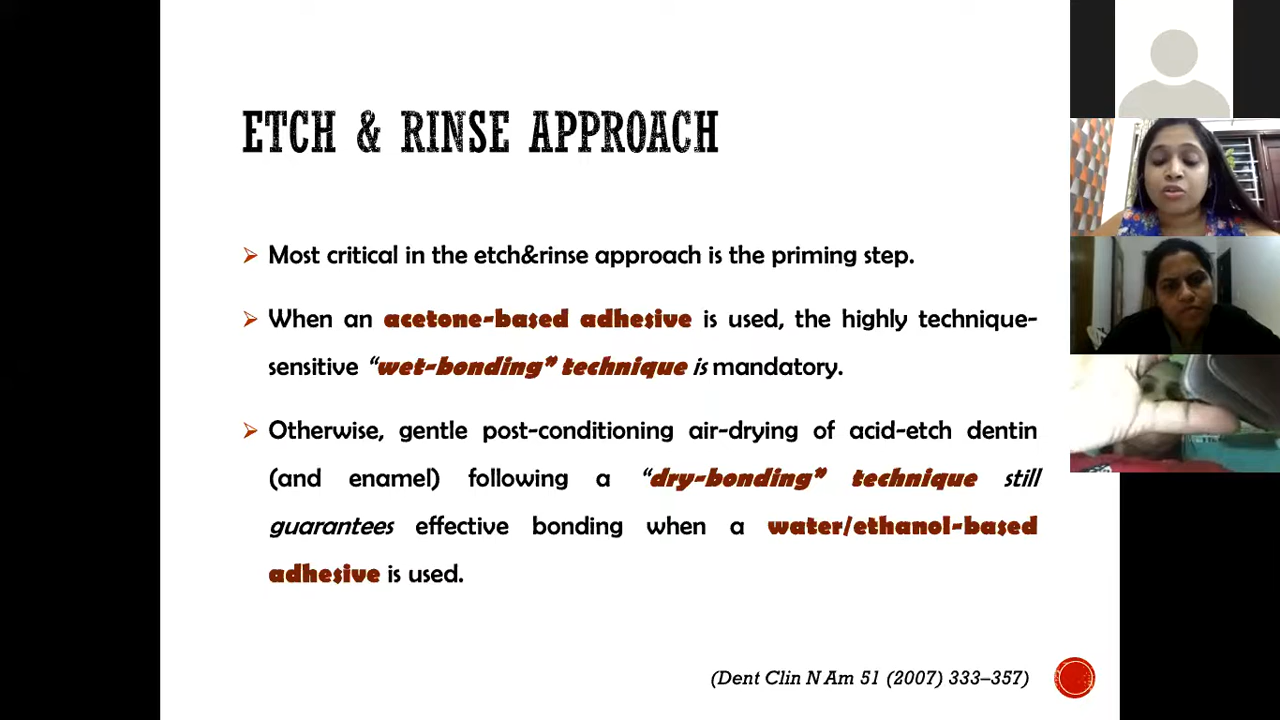 ETCH & RINSE APPROACH
Most critical in the etch&rinse approach is the priming step.
When an acetone-based adhesive is used, the highly technique-
sensitive "wet-bonding" technique is mandatory.
Otherwise, gentle post-conditioning air-drying of acid-etch dentin
(and enamel) following a "dry-bonding" technique still
guarantees effective bonding when a water/ethanol-based
adhesive is used.
(Dent Clin N Am 51 (2007) 333–357)